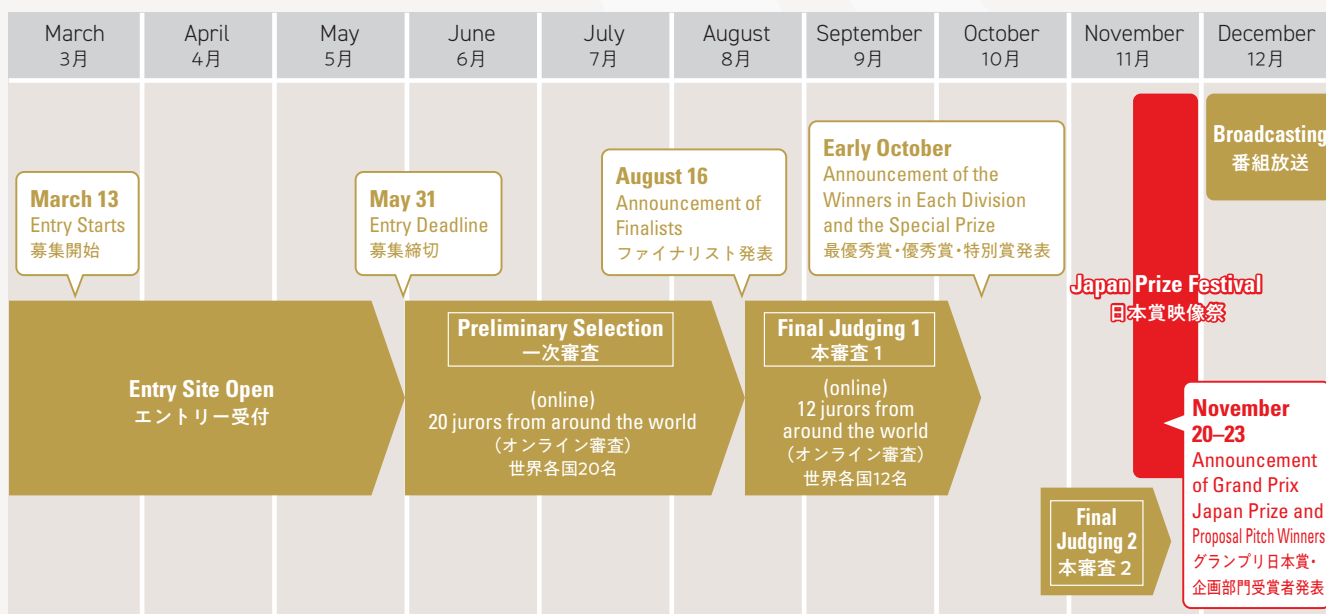 March
3月
April
4月
May
5月
June
6月
July
7月
August
8月
September
9月
October
10月
November
11月
December
12月
March 13
Entry Starts
募集開始
May 31
Entry Deadline
募集締切
August 16
Announcement of
Finalists
ファイナリスト発表
Early October
Announcement of the
Winners in Each Division
and the Special Prize
最優秀賞・優秀賞・特別賞発表
Broadcasting
番組放送
Japan Prize Festival
日本賞映像祭
Entry Site Open
エントリー受付
Preliminary Selection
一次審査
(online)
20 jurors from around the world
（オンライン審査）
世界各国20名
Final Judging 1
本審査 1
(online)
12 jurors from
around the world
（オンライン審査）
世界各国12名
Final
Judging 2
本審査 2
November
20–23
Announcement
of Grand Prix
Japan Prize and
Proposal Pitch Winners
グランプリ日本賞・
企画部門受賞者発表